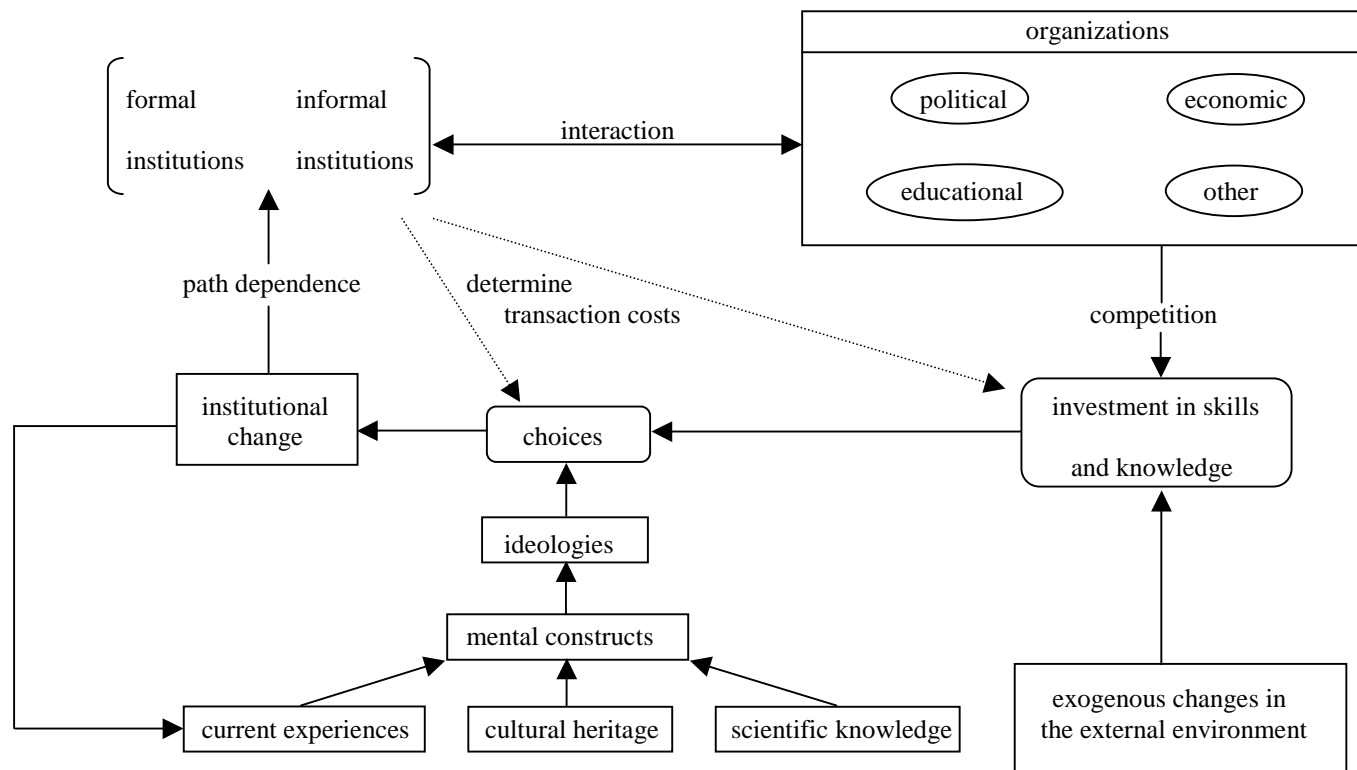 organizations
formal informal
institutions institutions
interaction
political economic
educational other
path dependence
determine
transaction costs
competition
institutional
change
choices
investment in skills
and knowledge
ideologies
mental constructs
current experiences
cultural heritage
scientific knowledge
exogenous changes in
the external environment